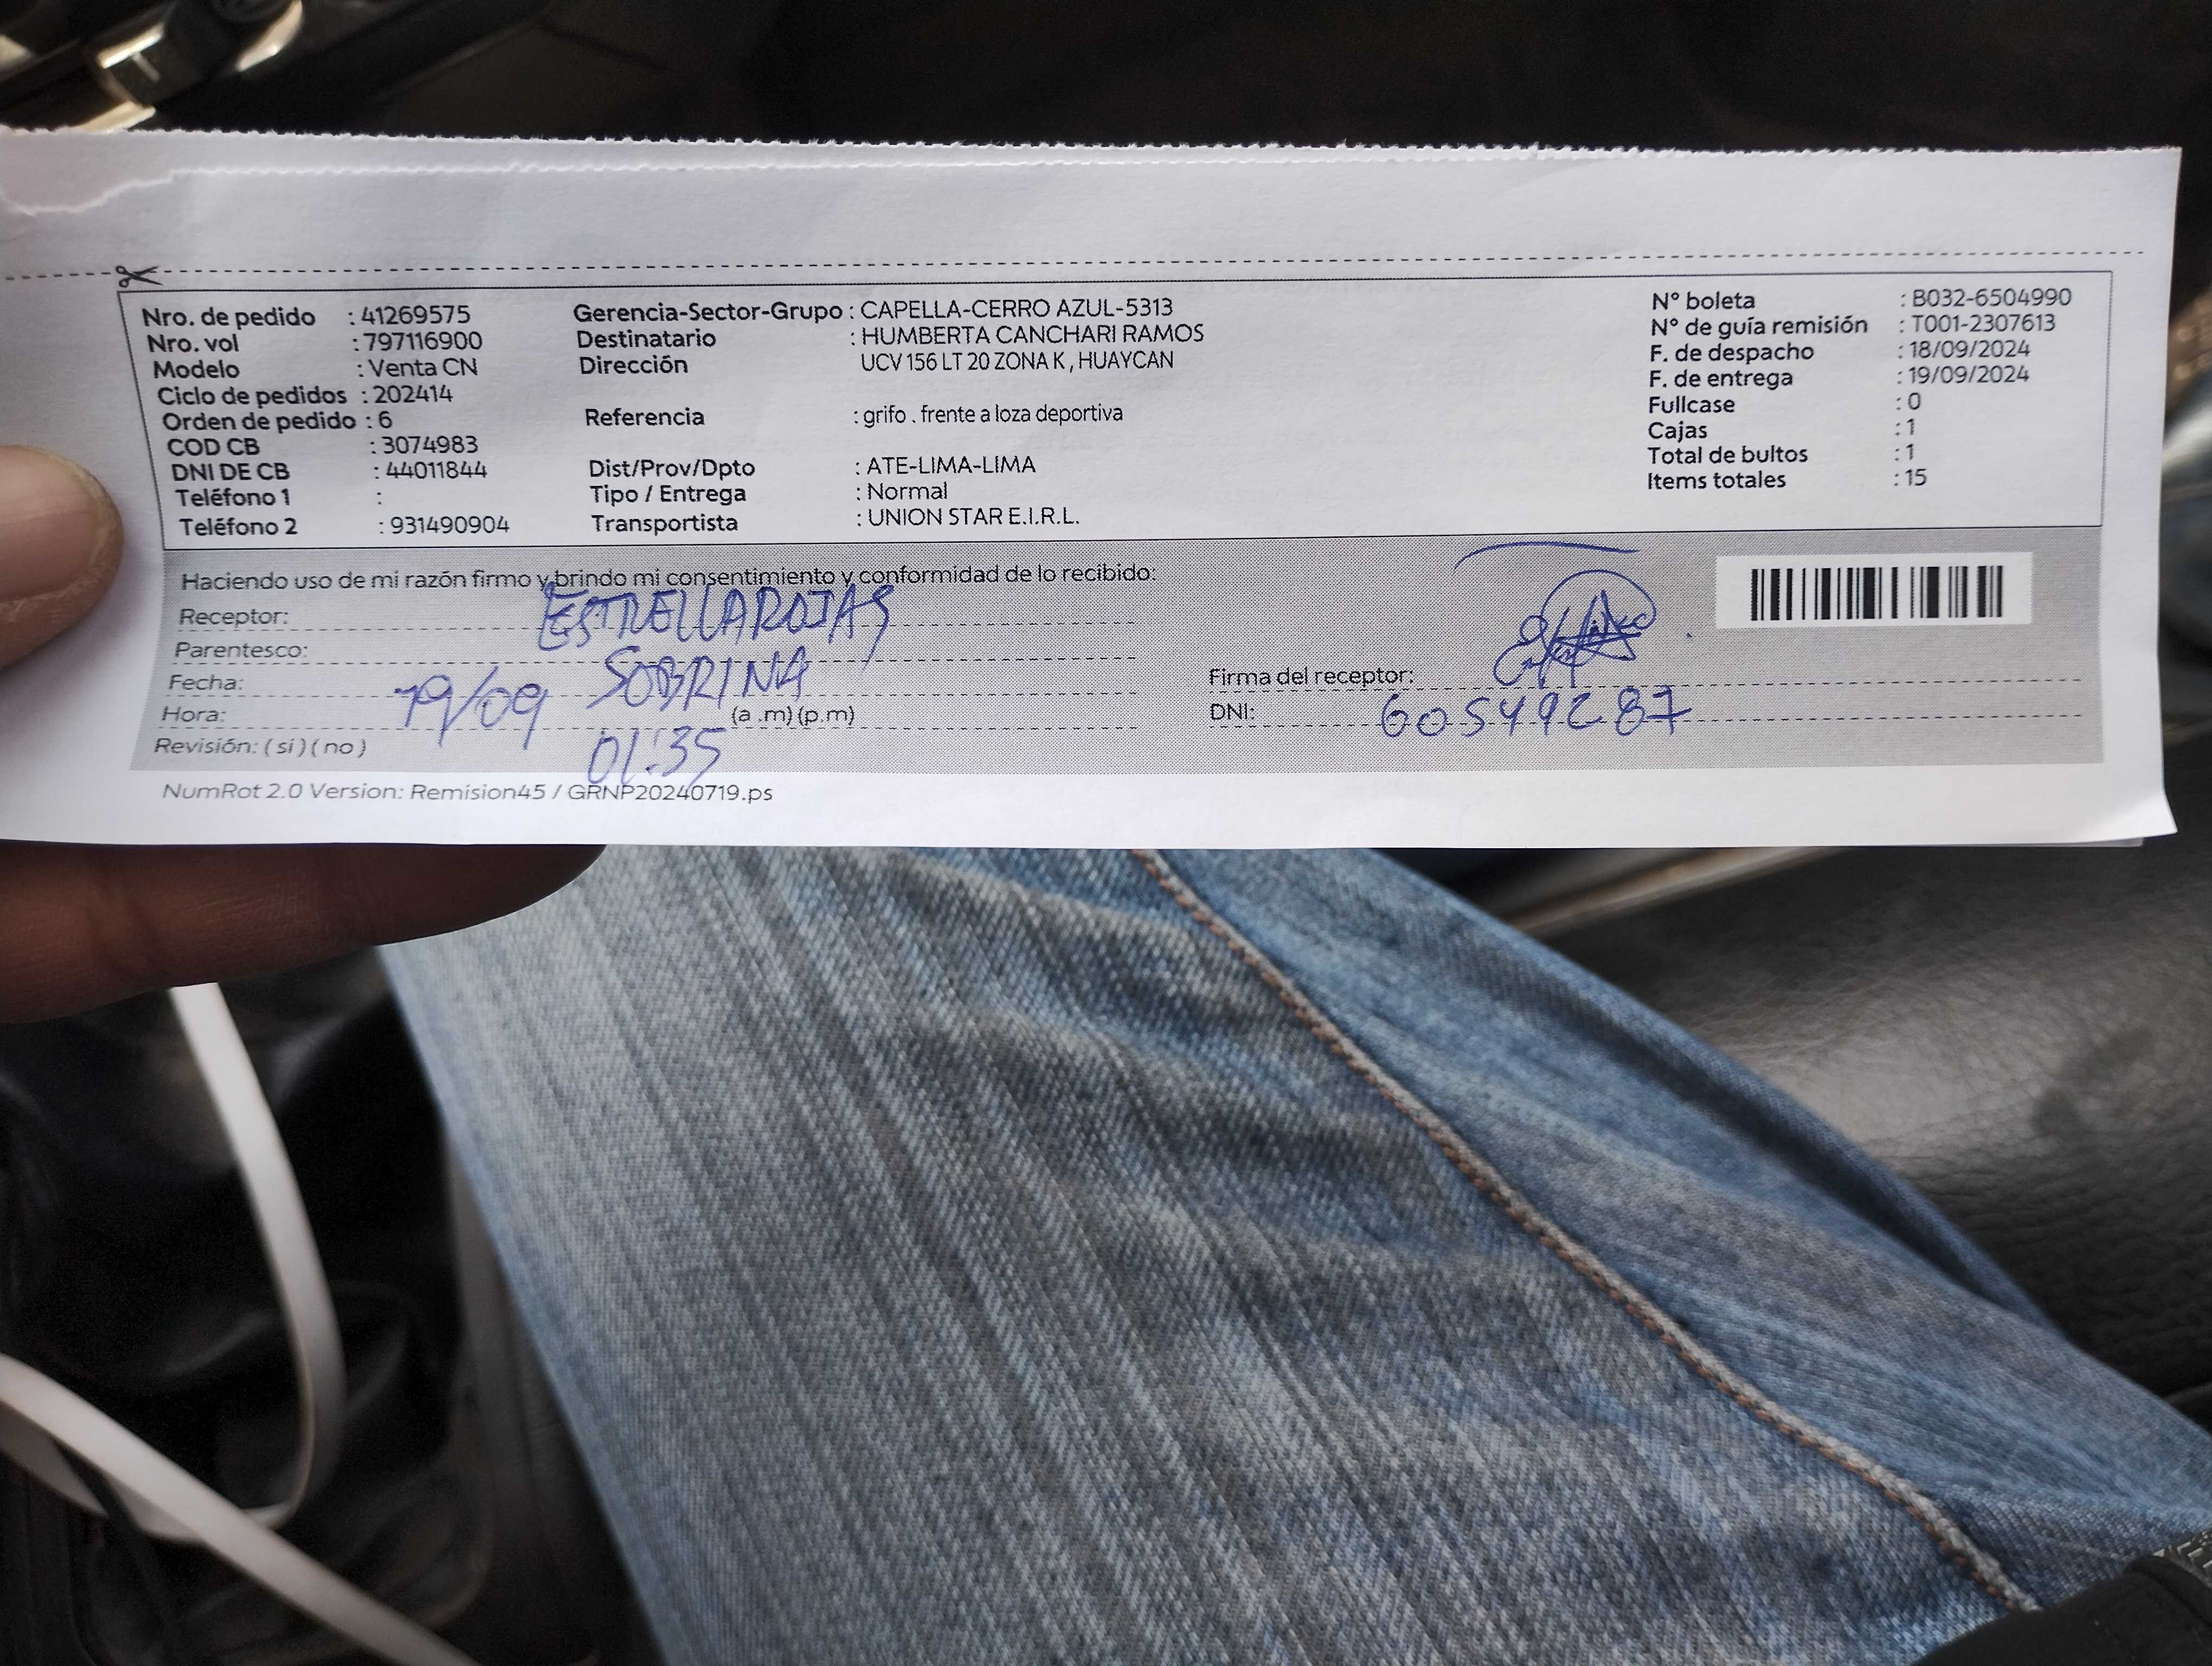 Nro. de pedido : 41269575
Nro. vol : 797116900
Modelo : Venta CN
Ciclo de pedidos : 202414
Orden de pedido : 6
COD CB : 3074983
DNI DE CB : 44011844
Teléfono 1 :
Teléfono 2 : 931490904
Gerencia-Sector-Grupo : CAPELLA-CERRO AZUL-5313
Destinatario : HUMBERTA CANCHARI RAMOS
Dirección UCV 156 LT 20 ZONA K , HUAYCAN
Referencia : grifo . frente a loza deportiva
Dist/Prov/Dpto : ATE-LIMA-LIMA
Tipo / Entrega : Normal
Transportista : UNION STAR E.I.R.L.
N° boleta : B032-6504990
N° de guía remisión : T001-2307613
F. de despacho : 18/09/2024
F. de entrega : 19/09/2024
Fullcase : 0
Cajas : 1
Total de bultos : 1
Items totales : 15
Haciendo uso de mi razón firmo y brindo mi consentimiento y conformidad de lo recibido:
Receptor: ESTRELLA ROJAS
Parentesco: SOBRINA
Fecha: 19/09
Hora: 01:35 (a .m) (p.m)
Revisión: ( si ) ( no )
Firma del receptor:
DNI:
NumRot 2.0 Version: Remision45 / GRNP20240719.ps